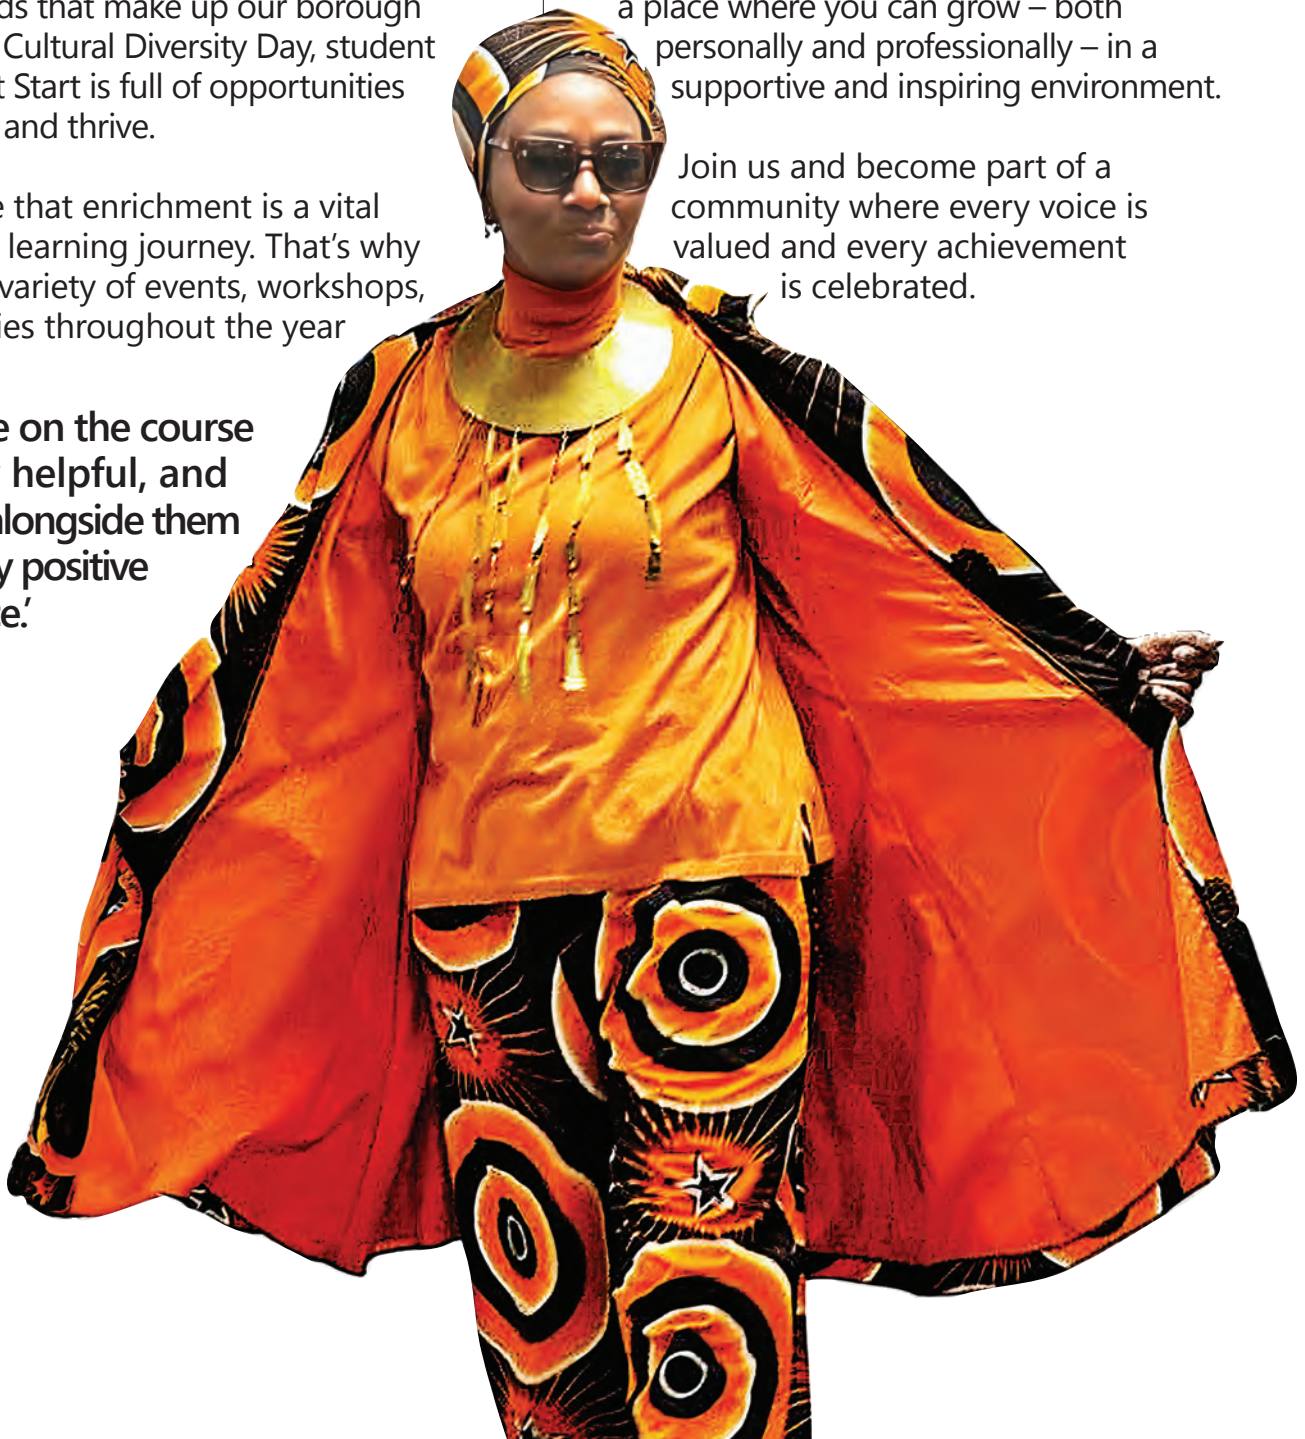 ds that make up our borough
Cultural Diversity Day, student
t Start is full of opportunities
and thrive.
e that enrichment is a vital
learning journey. That’s why
variety of events, workshops,
ies throughout the year
e on the course
helpful, and
alongside them
y positive
e.’
a place where you can grow – both
personally and professionally – in a
supportive and inspiring environment.
Join us and become part of a
community where every voice is
valued and every achievement
is celebrated.